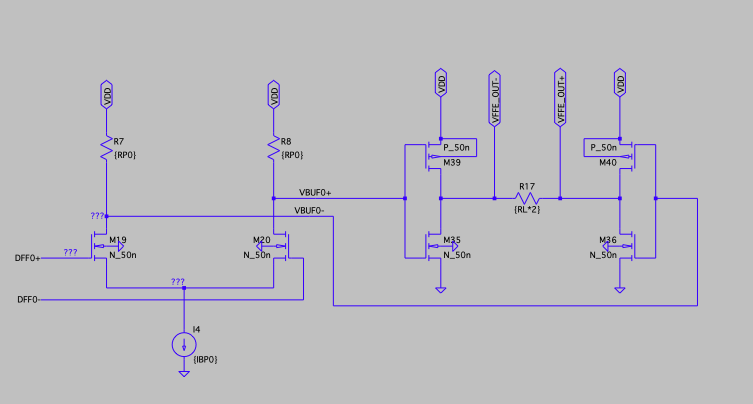 VDD
VDD
VDD
VFFE_OUT-
VFFE_OUT+
VDD
R7
{RP0}
R8
{RP0}
P_50n
M39
P_50n
M40
R17
{RL*2}
VBUF0+
VBUF0-
???
M19
N_50n
M20
N_50n
M35
N_50n
M36
N_50n
DFF0+
???
???
DFF0-
I4
{IBP0}